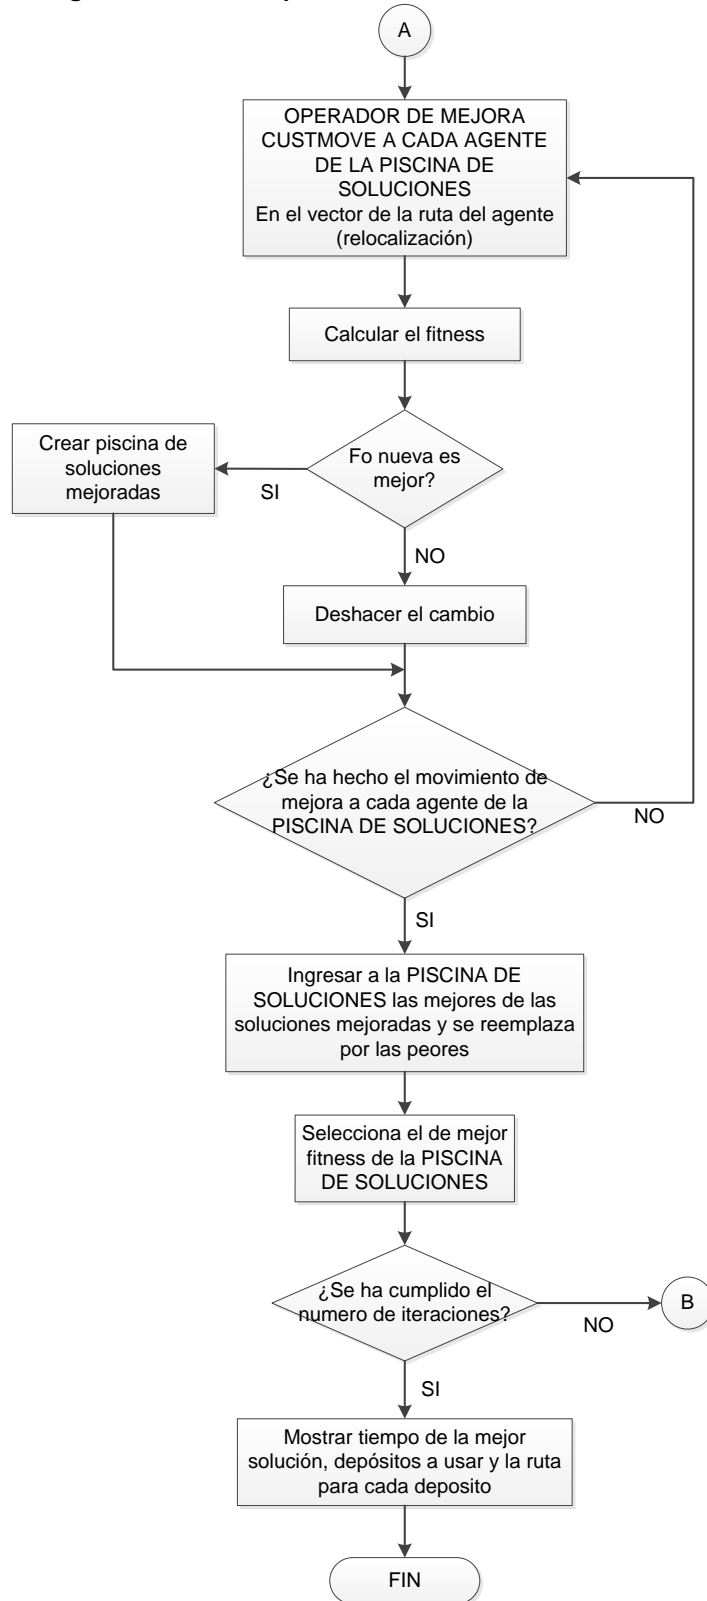 A
OPERADOR DE MEJORA
CUSTMOVE A CADA AGENTE
DE LA PISCINA DE
SOLUCIONES
En el vector de la ruta del agente
(relocalización)
Calcular el fitness
Fo nueva es
mejor?
Crear piscina de
soluciones
mejoradas
SI
NO
Deshacer el cambio
¿Se ha hecho el movimiento de
mejora a cada agente de la
PISCINA DE SOLUCIONES?
NO
SI
Ingresar a la PISCINA DE
SOLUCIONES las mejores de las
soluciones mejoradas y se reemplaza
por las peores
Selecciona el de mejor
fitness de la PISCINA
DE SOLUCIONES
¿Se ha cumplido el
numero de iteraciones?
NO
B
SI
Mostrar tiempo de la mejor
solución, depósitos a usar y la ruta
para cada deposito
FIN